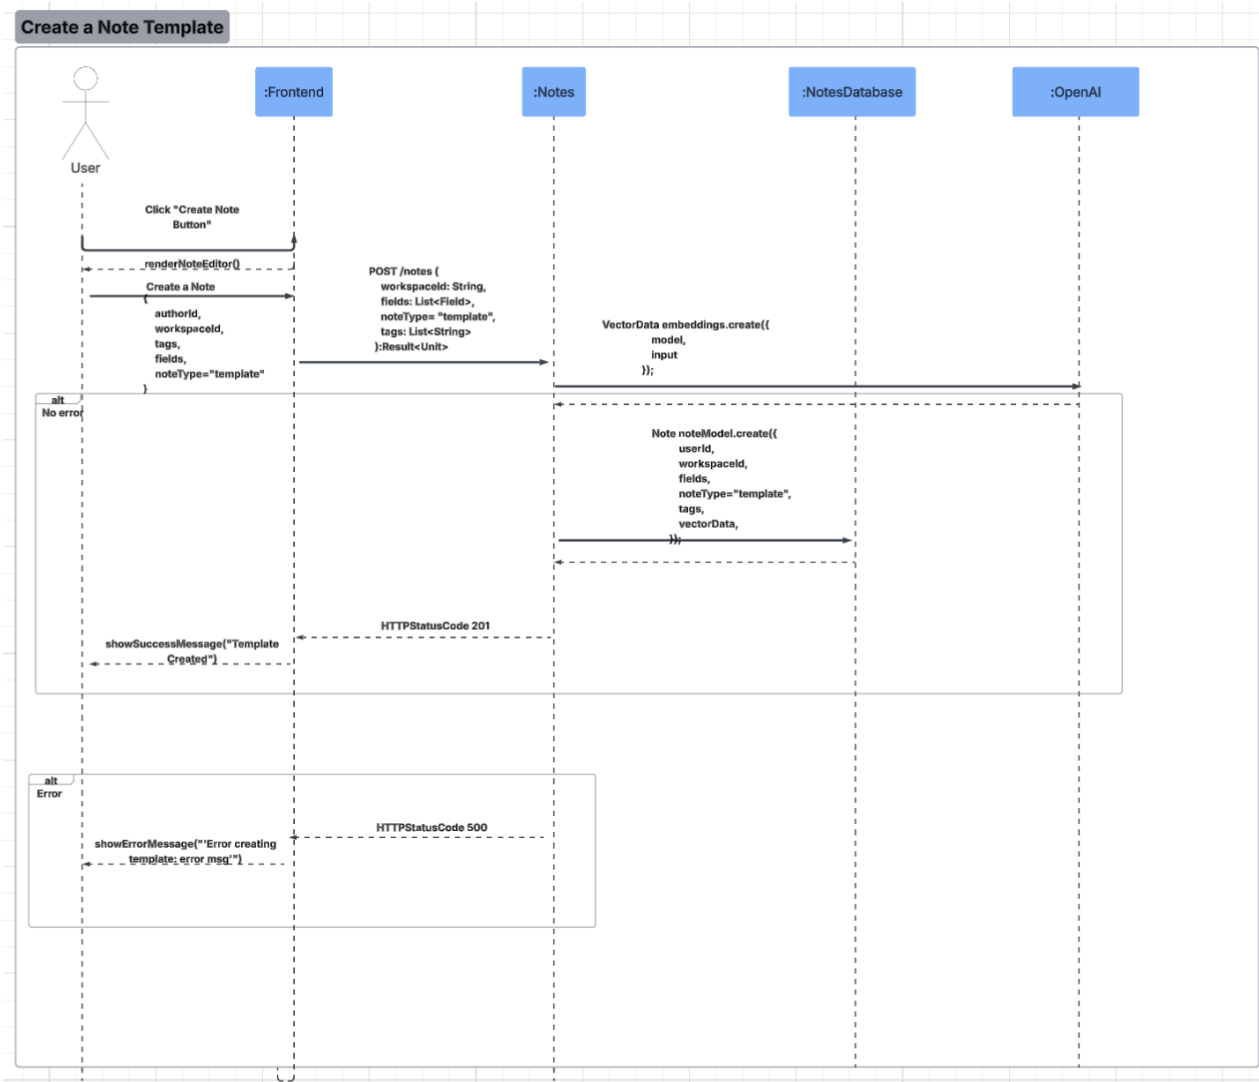 Create a Note Template
:Frontend
:Notes
:NotesDatabase
:OpenAI
User
Click "Create Note
Button"
renderNoteEditor()
Create a Note
{
authorId,
workspaceId,
tags,
fields,
noteType="template"
}
POST /notes (
workspaceId: String,
fields: List<Field>,
noteType= "template",
tags: List<String>
):Result<Unit>
VectorData embeddings.create({
model,
input
});
alt
No error
Note noteModel.create({
userId,
workspaceId,
fields,
noteType="template",
tags,
vectorData,
});
HTTPStatusCode 201
showSuccessMessage("Template
Created")
alt
Error
HTTPStatusCode 500
showErrorMessage("'Error creating
template: error msg'")